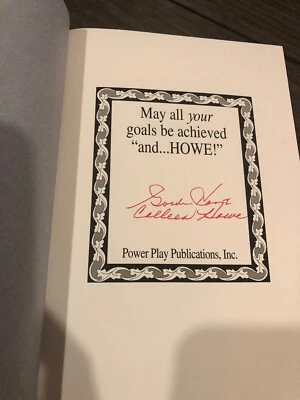 May all your
goals be achieved
“and...HOWE!”
Gordie Howe
Colleen Howe
Power Play Publications, Inc.